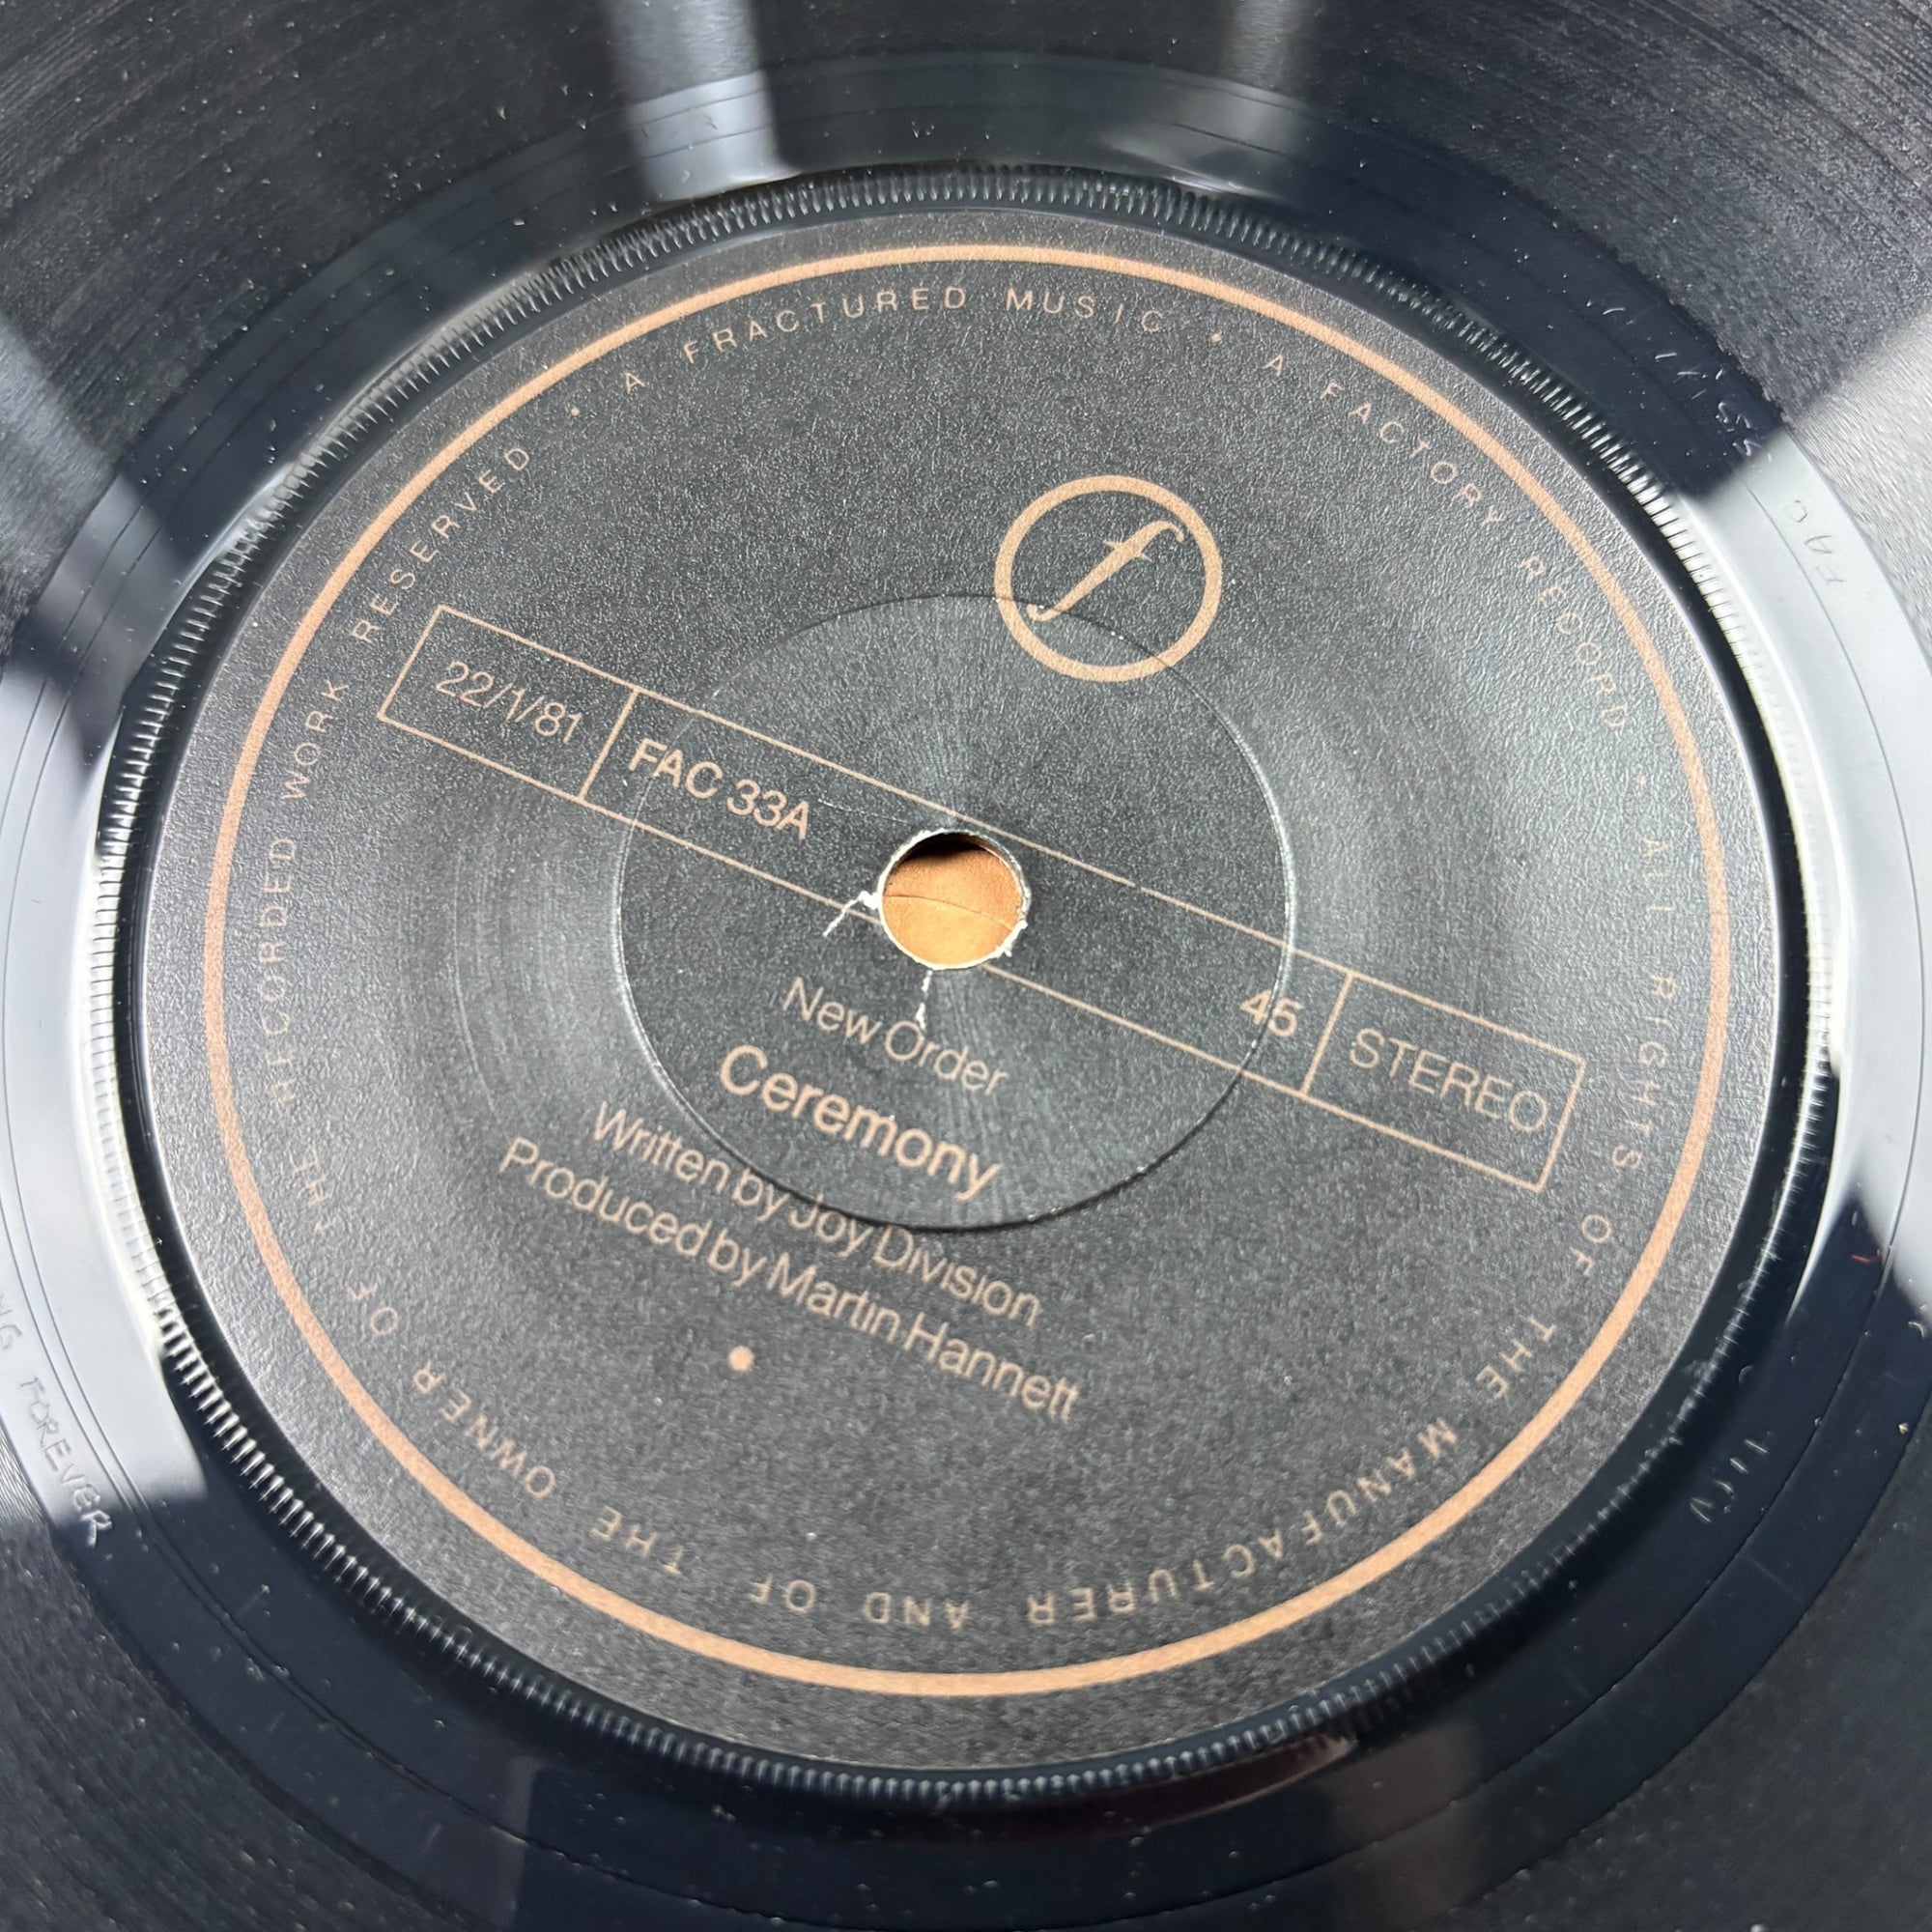 A FRACTURED MUSIC • A FACTORY RECORD • ALL RIGHTS OF THE MANUFACTURER AND OF THE OWNER OF THE RECORDED WORK RESERVED •
f
22/1/81 FAC 33A 45 STEREO
New Order
Ceremony
Written by Joy Division
Produced by Martin Hannett
FOREVER
FAC